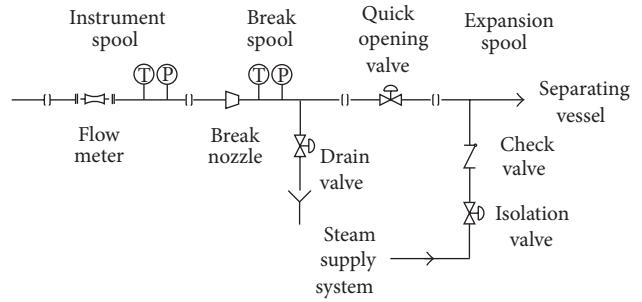 Instrument
spool
Break
spool
Quick
opening
valve
Expansion
spool
T
P
T
P
Flow
meter
Break
nozzle
Drain
valve
Separating
vessel
Check
valve
Isolation
valve
Steam
supply
system